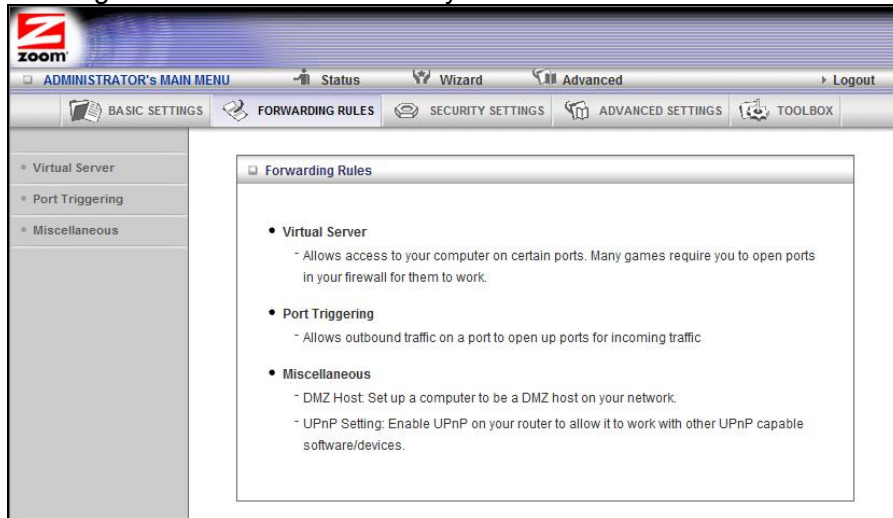 zoom
ADMINISTRATOR's MAIN MENU Status Wizard Advanced Logout
BASIC SETTINGS FORWARDING RULES SECURITY SETTINGS ADVANCED SETTINGS TOOLBOX
Virtual Server
Port Triggering
Miscellaneous
Forwarding Rules
• Virtual Server
- Allows access to your computer on certain ports. Many games require you to open ports
in your firewall for them to work.
• Port Triggering
- Allows outbound traffic on a port to open up ports for incoming traffic
• Miscellaneous
- DMZ Host: Set up a computer to be a DMZ host on your network.
- UPnP Setting: Enable UPnP on your router to allow it to work with other UPnP capable
software/devices.